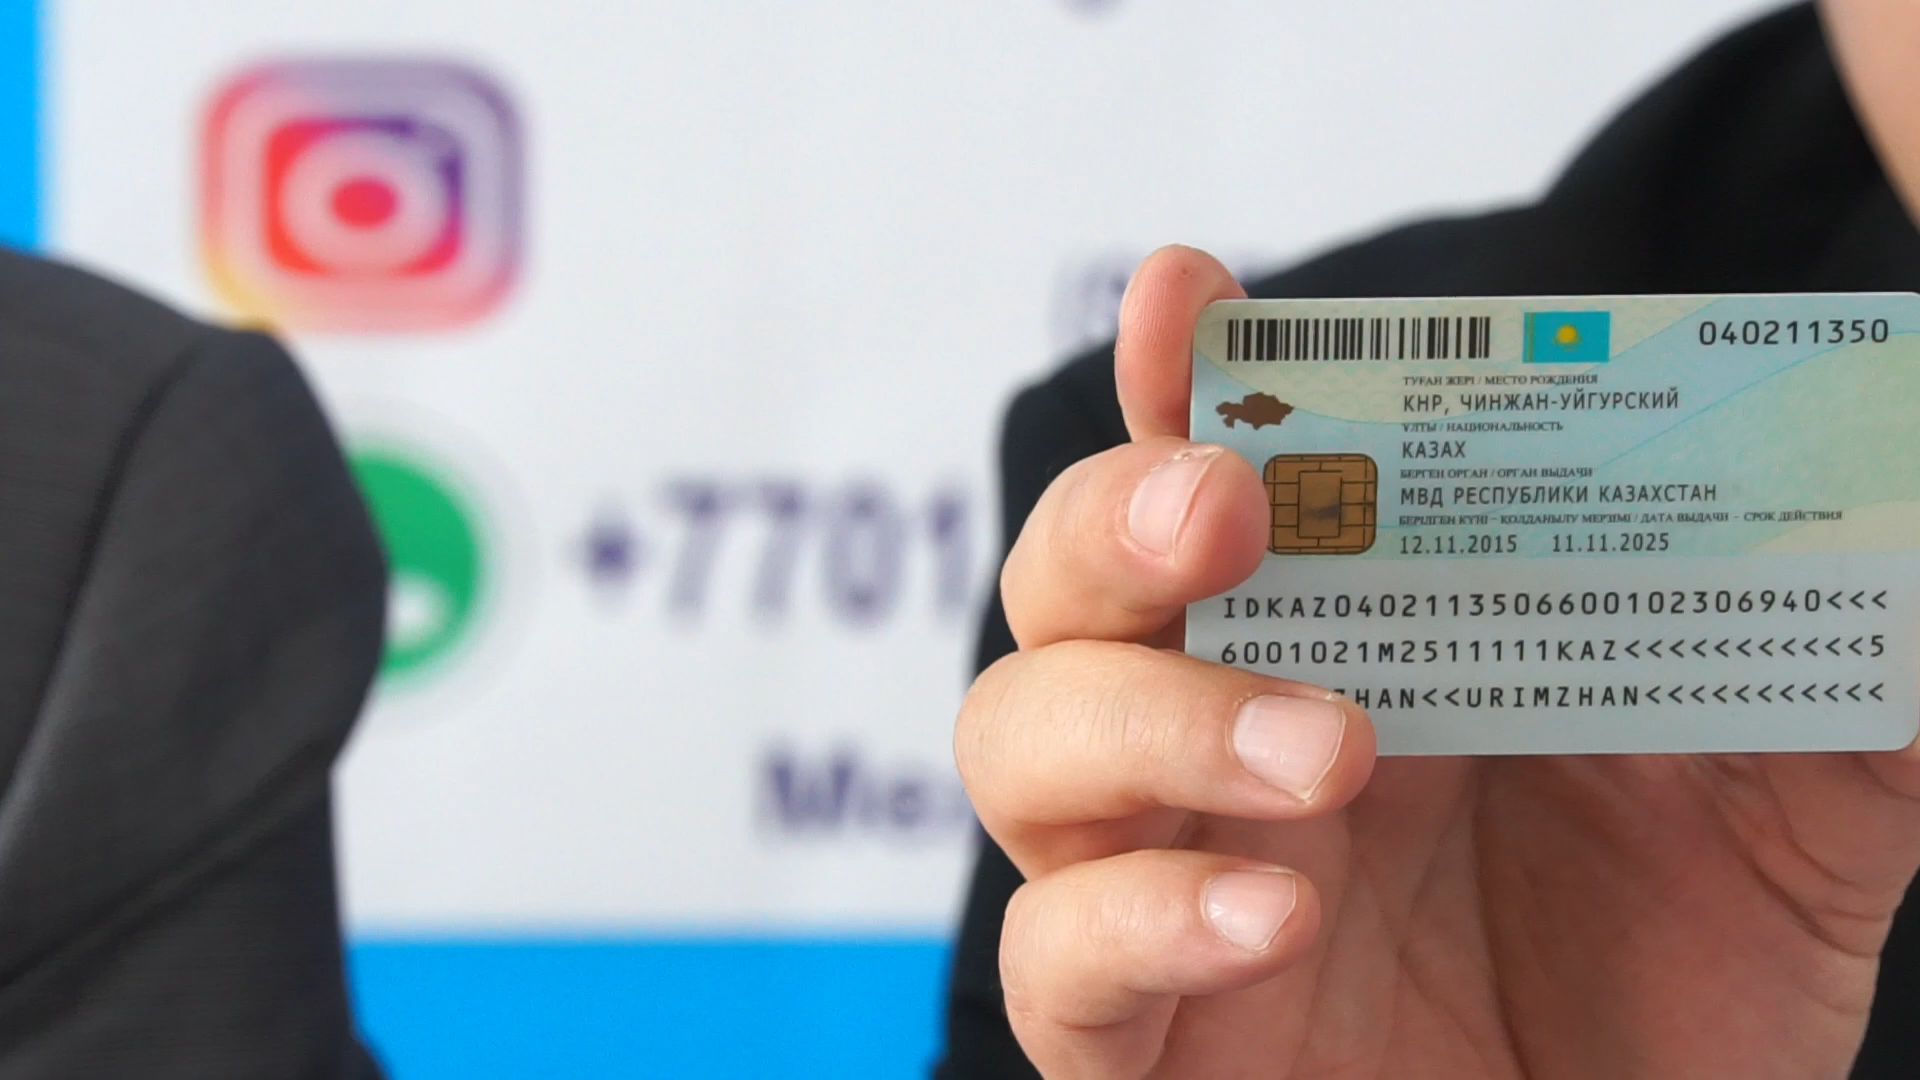 +7701
040211350
ТУҒАН ЖЕРІ / МЕСТО РОЖДЕНИЯ
КНР, ЧИНЖАН-УЙГУРСКИЙ
ҰЛТЫ / НАЦИОНАЛЬНОСТЬ
КАЗАХ
БЕРГЕН ОРГАН / ОРГАН ВЫДАЧИ
МВД РЕСПУБЛИКИ КАЗАХСТАН
БЕРІЛГЕН КҮНІ - ҚОЛДАНЫЛУ МЕРЗІМІ / ДАТА ВЫДАЧИ - СРОК ДЕЙСТВИЯ
12.11.2015 11.11.2025
IDKAZ0402113506600102306940<<<
6001021M2511111KAZ<<<<<<<<<<<5
ZHAN<<URIMZHAN<<<<<<<<<<<